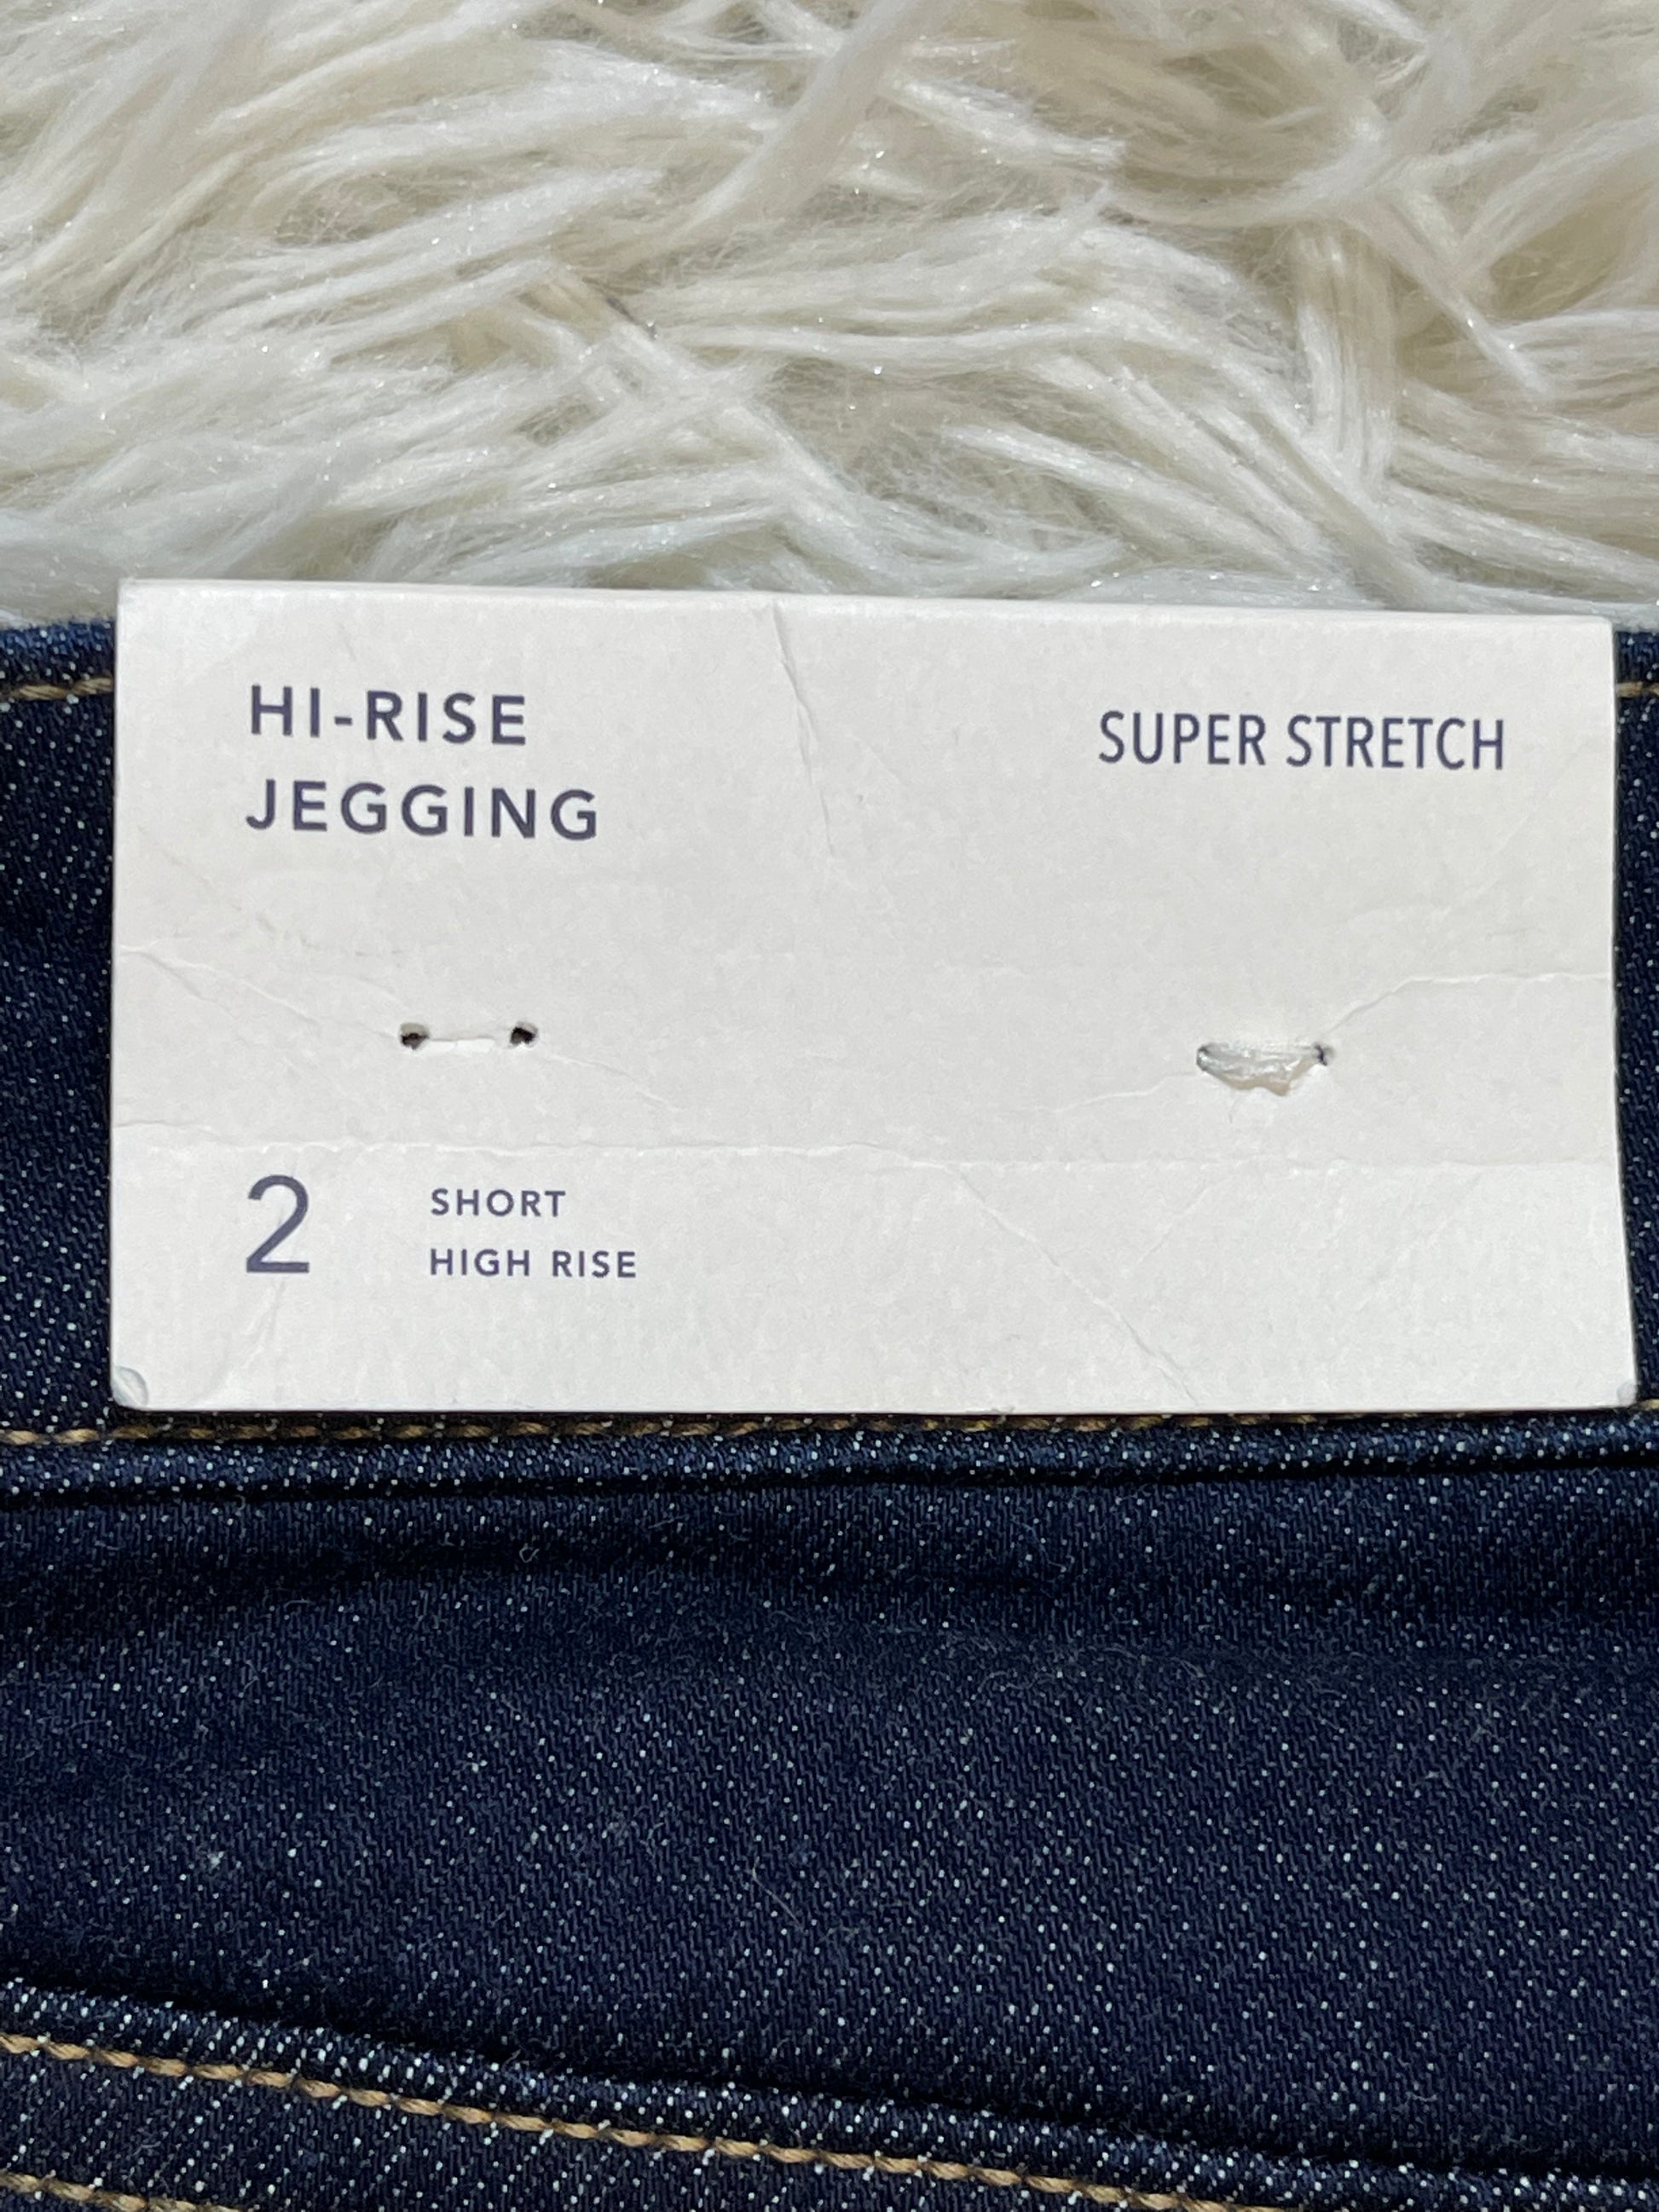 HI-RISE
JEGGING
SUPER STRETCH
2
SHORT
HIGH RISE